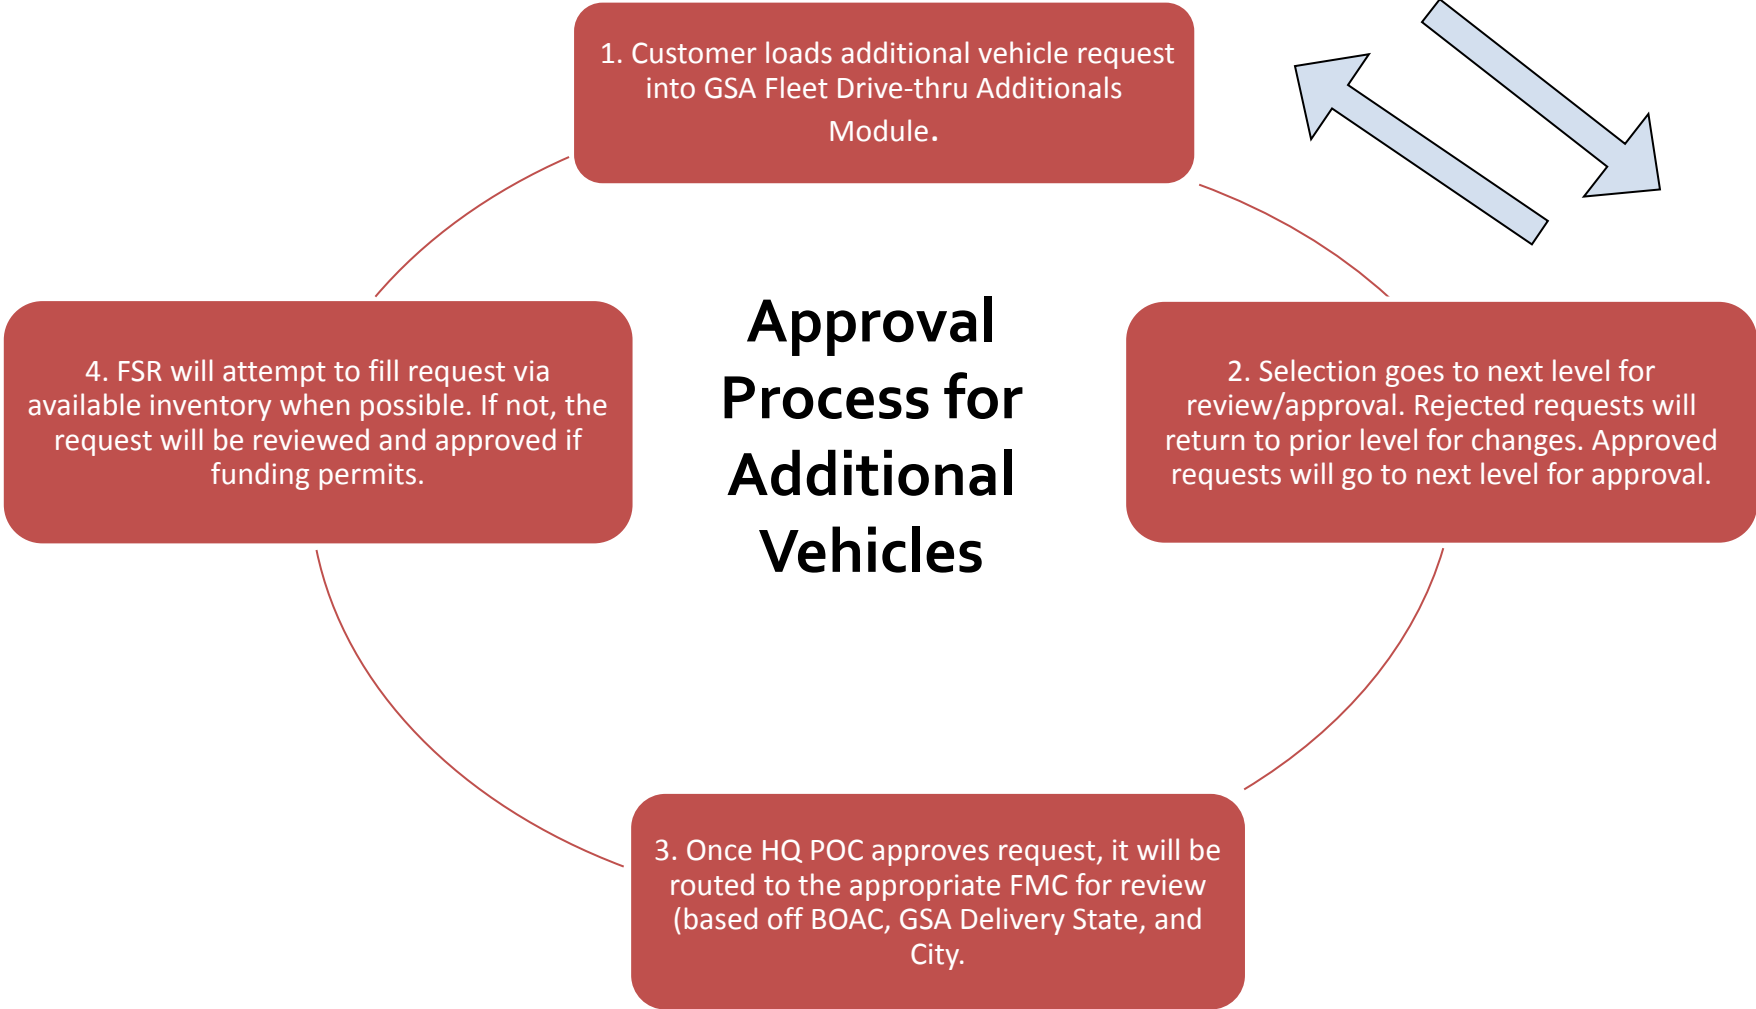 1. Customer loads additional vehicle request
into GSA Fleet Drive-thru Additionals
Module.
Approval
Process for
Additional
Vehicles
2. Selection goes to next level for
review/approval. Rejected requests will
return to prior level for changes. Approved
requests will go to next level for approval.
3. Once HQ POC approves request, it will be
routed to the appropriate FMC for review
(based off BOAC, GSA Delivery State, and
City.
4. FSR will attempt to fill request via
available inventory when possible. If not, the
request will be reviewed and approved if
funding permits.